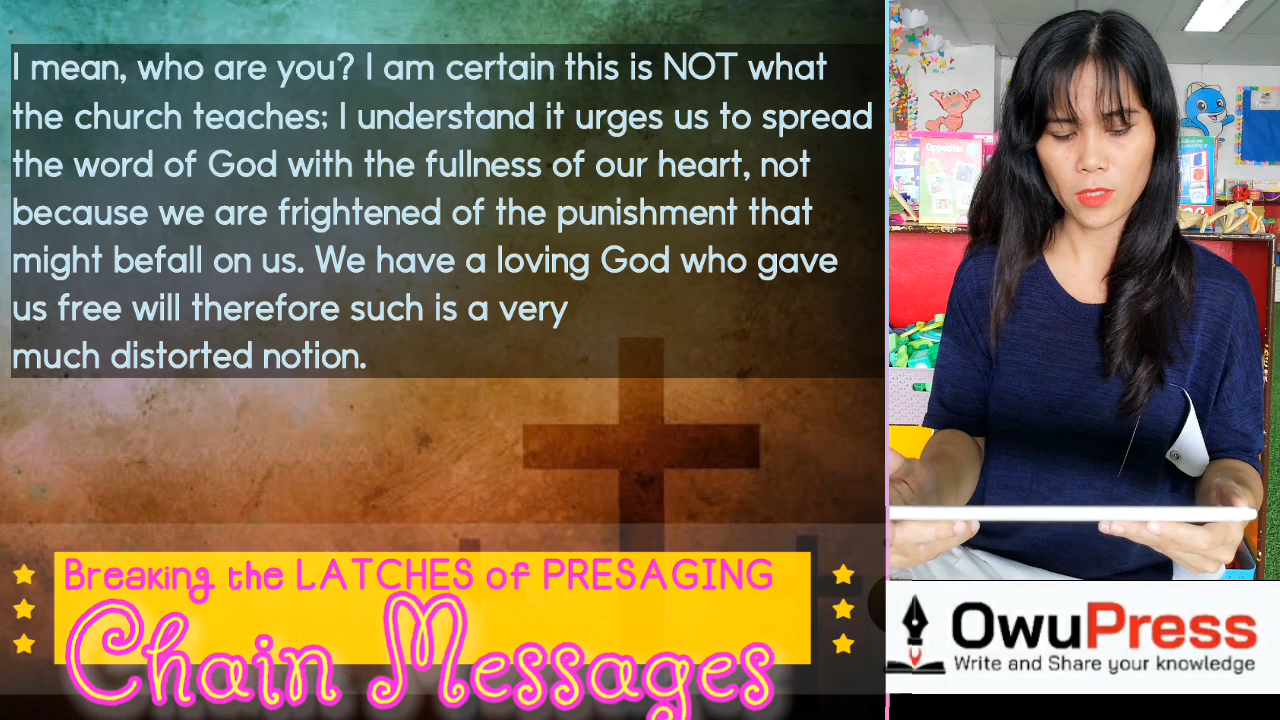 I mean, who are you? I am certain this is NOT what
the church teaches; I understand it urges us to spread
the word of God with the fullness of our heart, not
because we are frightened of the punishment that
might befall on us. We have a loving God who gave
us free will therefore such is a very
much distorted notion.
Breaking the LATCHES of PRESAGING
Chain Messages
Opposites
OwuPress
Write and Share your knowledge